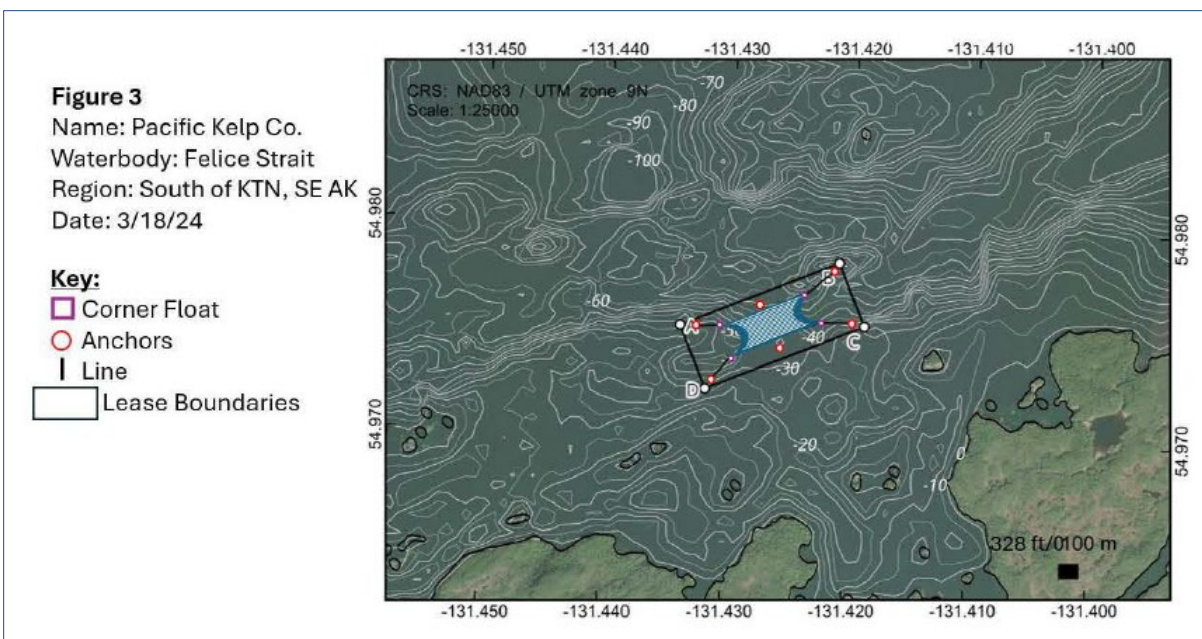 Figure 3
Name: Pacific Kelp Co.
Waterbody: Felice Strait
Region: South of KTN, SE AK
Date: 3/18/24
Key:
Corner Float
Anchors
Line
Lease Boundaries
-131.450 -131.440 -131.430 -131.420 -131.410 -131.400
CRS: NAD83 / UTM zone 9N
Scale: 1:25000
-70
-80
-90
-100
54.980
54.980
-60
B
A
-50
-40
C
-30
D
54.970
54.970
-20
0
-10
328 ft/0100 m
-131.450 -131.440 -131.430 -131.420 -131.410 -131.400